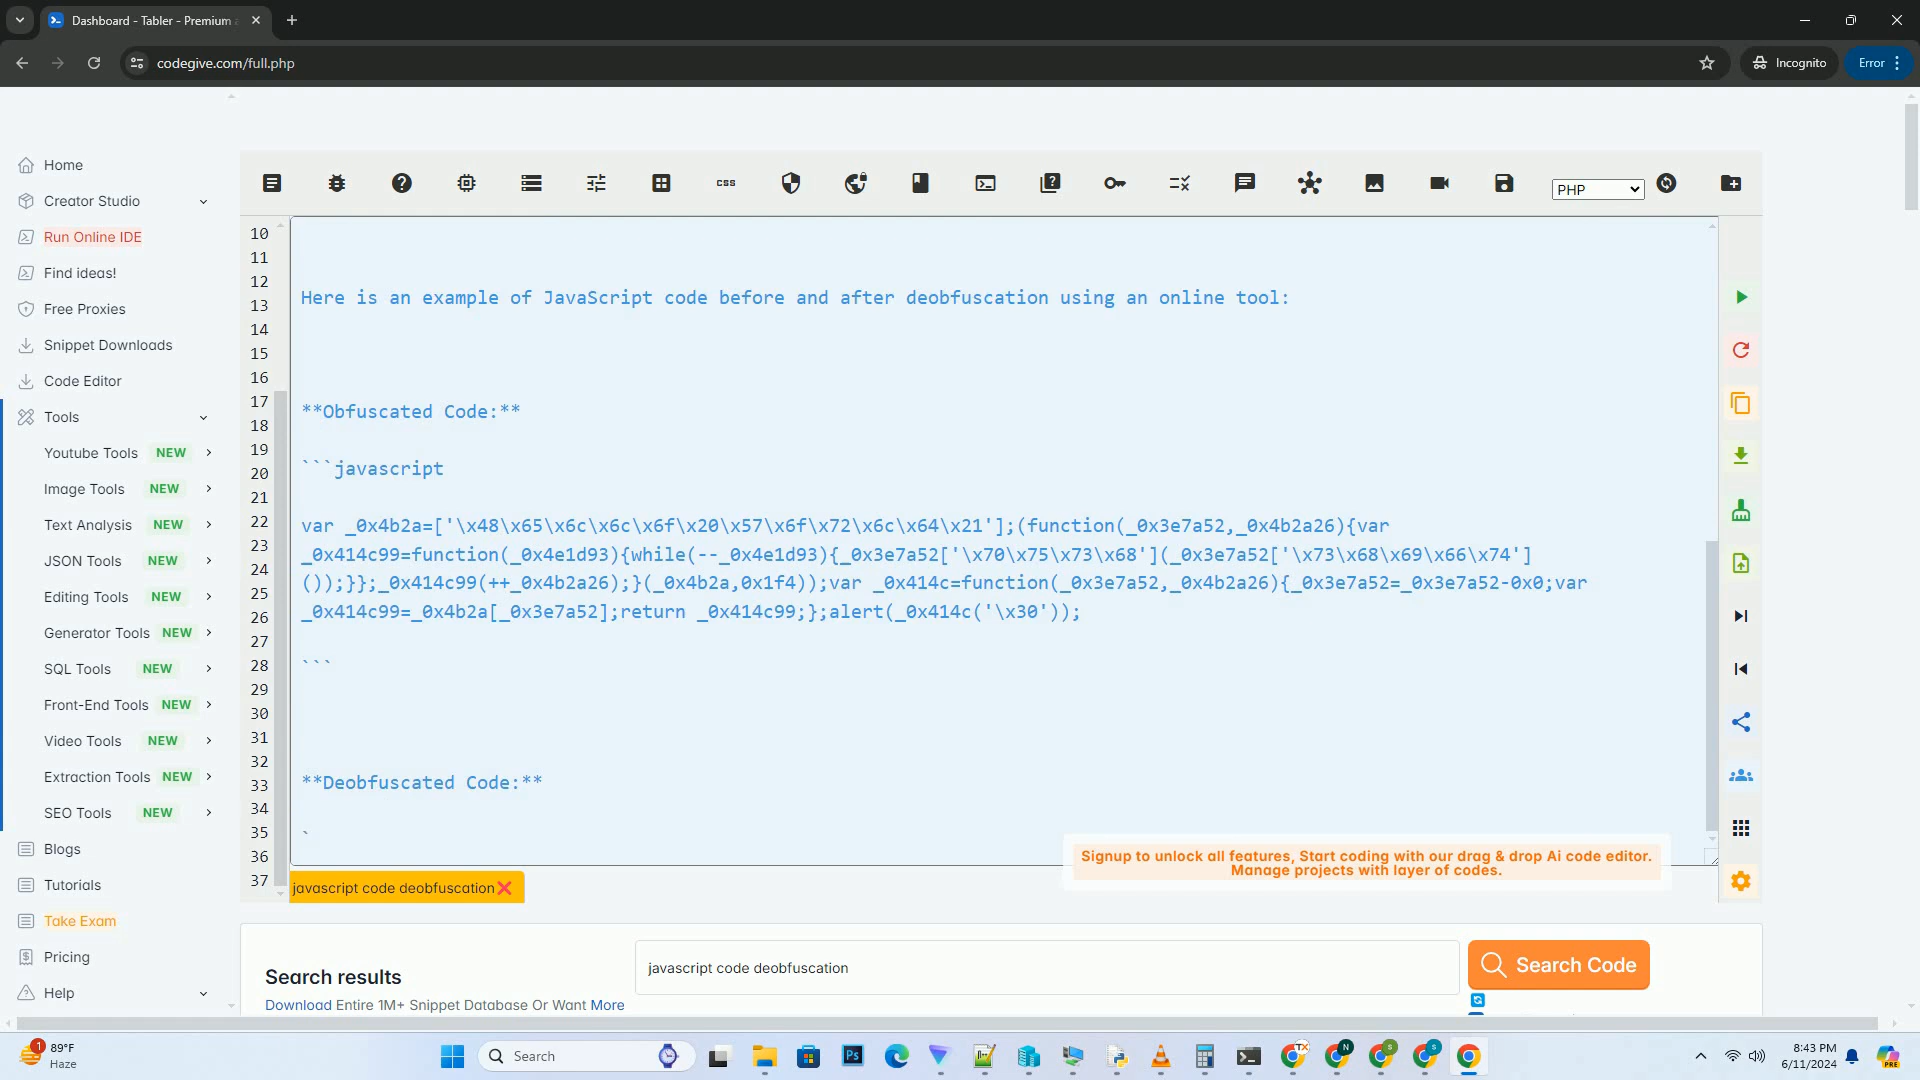 Dashboard - Tabler - Premium
codegive.com/full.php
Incognito
Error
Home
Creator Studio
Run Online IDE
Find ideas!
Free Proxies
Snippet Downloads
Code Editor
Tools
Youtube Tools NEW
Image Tools NEW
Text Analysis NEW
JSON Tools NEW
Editing Tools NEW
Generator Tools NEW
SQL Tools NEW
Front-End Tools NEW
Video Tools NEW
Extraction Tools NEW
SEO Tools NEW
Blogs
Tutorials
Take Exam
Pricing
Help
css
PHP
10
11
12
13
14
15
16
17
18
19
20
21
22
23
24
25
26
27
28
29
30
31
32
33
34
35
36
37
Here is an example of JavaScript code before and after deobfuscation using an online tool:
**Obfuscated Code:**
```javascript
var _0x4b2a=['\x48\x65\x6c\x6c\x6f\x20\x57\x6f\x72\x6c\x64\x21'];(function(_0x3e7a52,_0x4b2a26){var
_0x414c99=function(_0x4e1d93){while(--_0x4e1d93){_0x3e7a52['\x70\x75\x73\x68'](_0x3e7a52['\x73\x68\x69\x66\x74']
());}};_0x414c99(++_0x4b2a26);}(_0x4b2a,0x1f4));var _0x414c=function(_0x3e7a52,_0x4b2a26){_0x3e7a52=_0x3e7a52-0x0;var
_0x414c99=_0x4b2a[_0x3e7a52];return _0x414c99;};alert(_0x414c('\x30'));
```
**Deobfuscated Code:**
`
Signup to unlock all features, Start coding with our drag & drop Ai code editor.
Manage projects with layer of codes.
javascript code deobfuscation
Search results
javascript code deobfuscation
Search Code
Download Entire 1M+ Snippet Database Or Want More
1
89°F
Haze
Search
Ps
TX
N
S
S
8:43 PM
6/11/2024
PRE